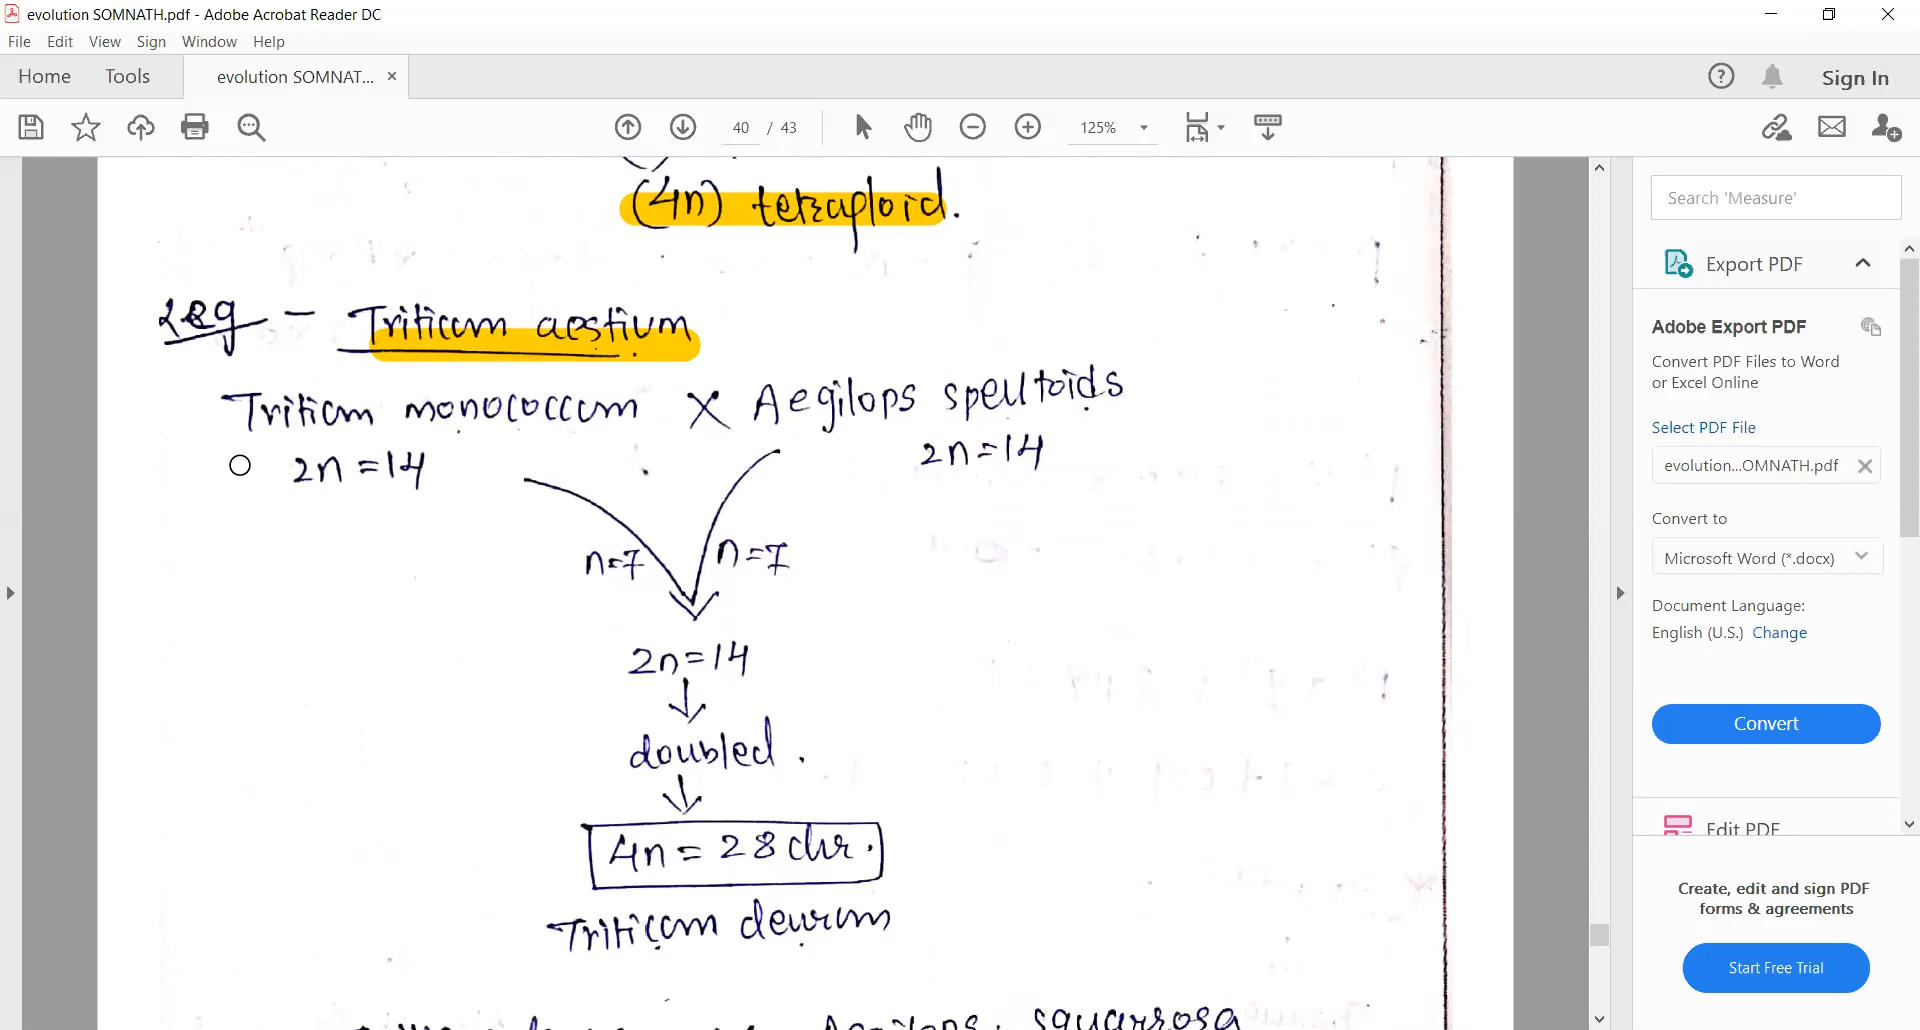 evolution SOMNATH.pdf - Adobe Acrobat Reader DC
File Edit View Sign Window Help
Home Tools evolution SOMNAT... × Sign In
40 / 43 125%
(4n) tetraploid.
2eg - Triticum aestium
Triticum monococcum X Aegilops speultoids
2n=14 2n=14
n=7 n=7
2n=14
doubled.
4n = 28 chr.
Triticum deurum
Aegilops. squarrosa
Search 'Measure'
Export PDF
Adobe Export PDF
Convert PDF Files to Word
or Excel Online
Select PDF File
evolution...OMNATH.pdf
Convert to
Microsoft Word (*.docx)
Document Language:
English (U.S.) Change
Convert
Edit PDF
Create, edit and sign PDF
forms & agreements
Start Free Trial